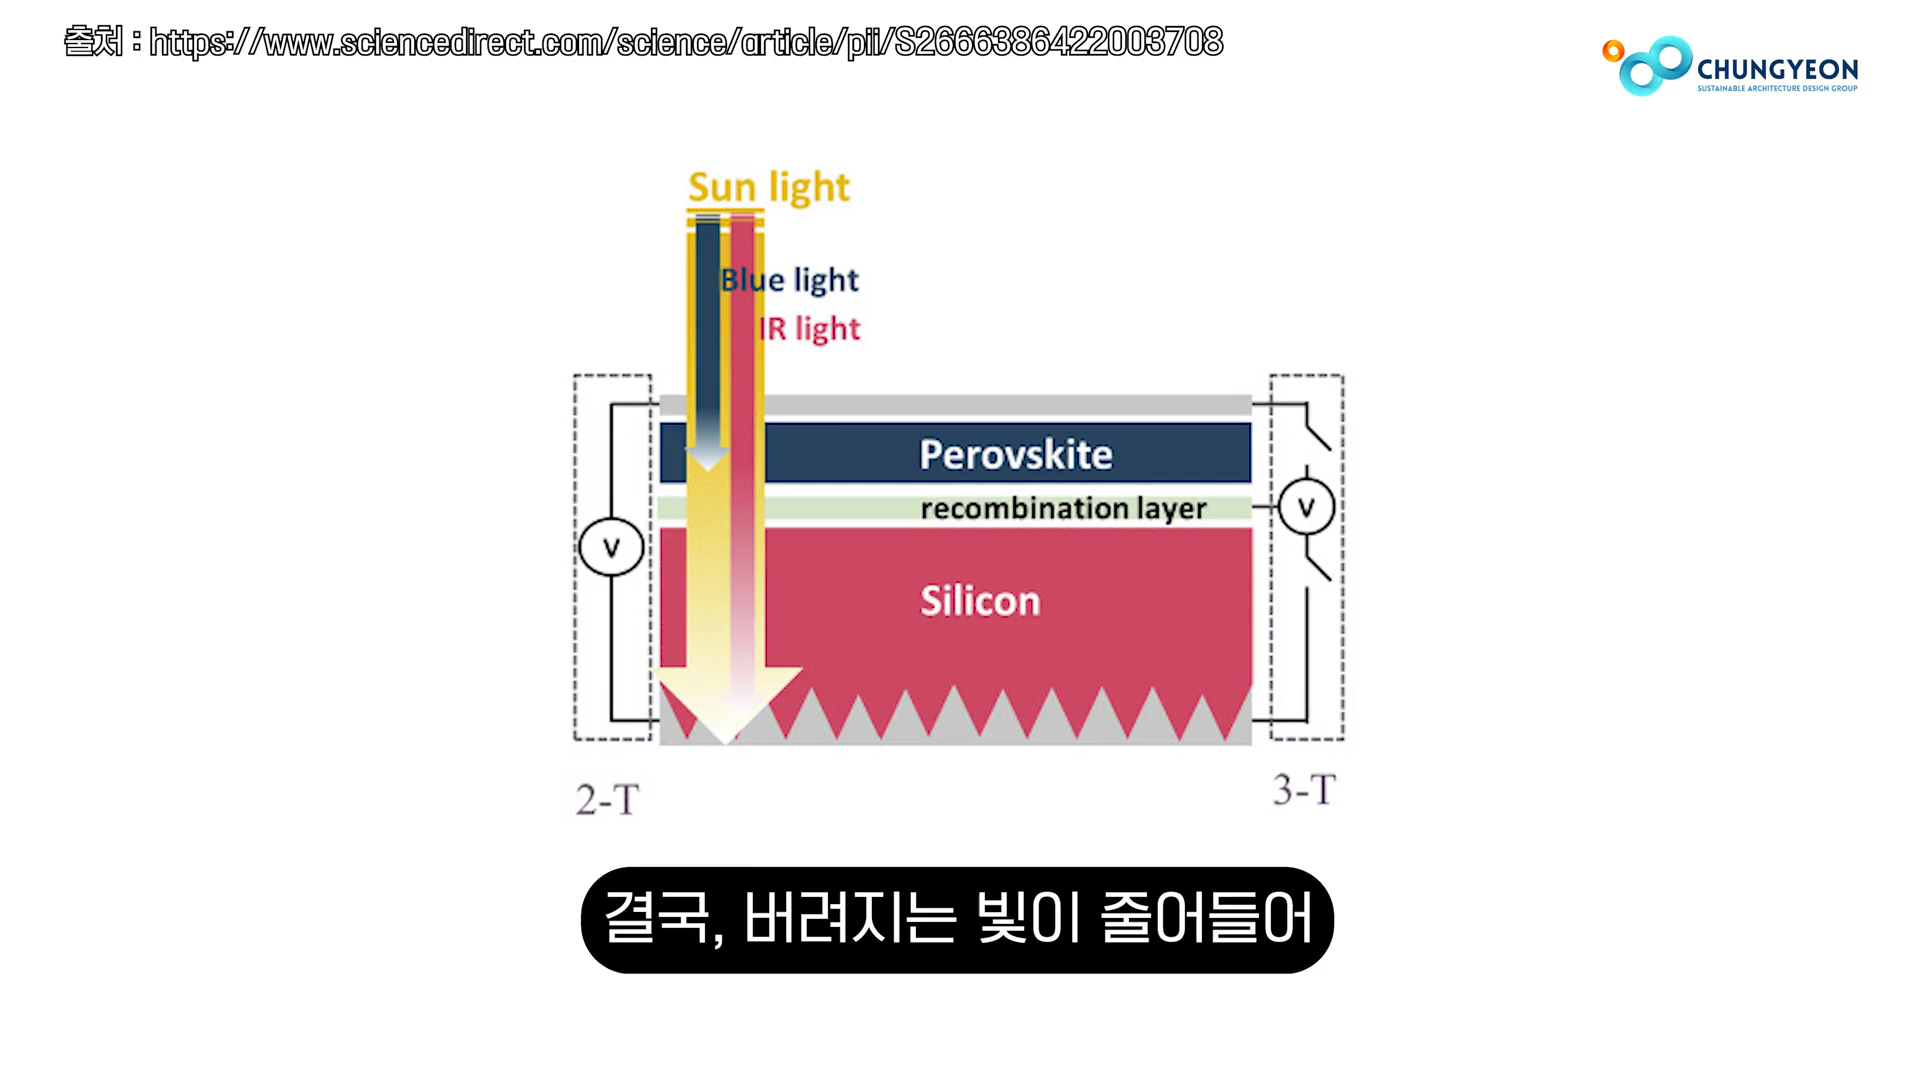 출처 : https://www.sciencedirect.com/science/article/pii/S2666386422003708
CHUNGYEON
SUSTAINABLE ARCHITECTURE DESIGN GROUP
Sun light
Blue light
IR light
Perovskite
recombination layer
V
V
Silicon
2-T
3-T
결국, 버려지는 빛이 줄어들어